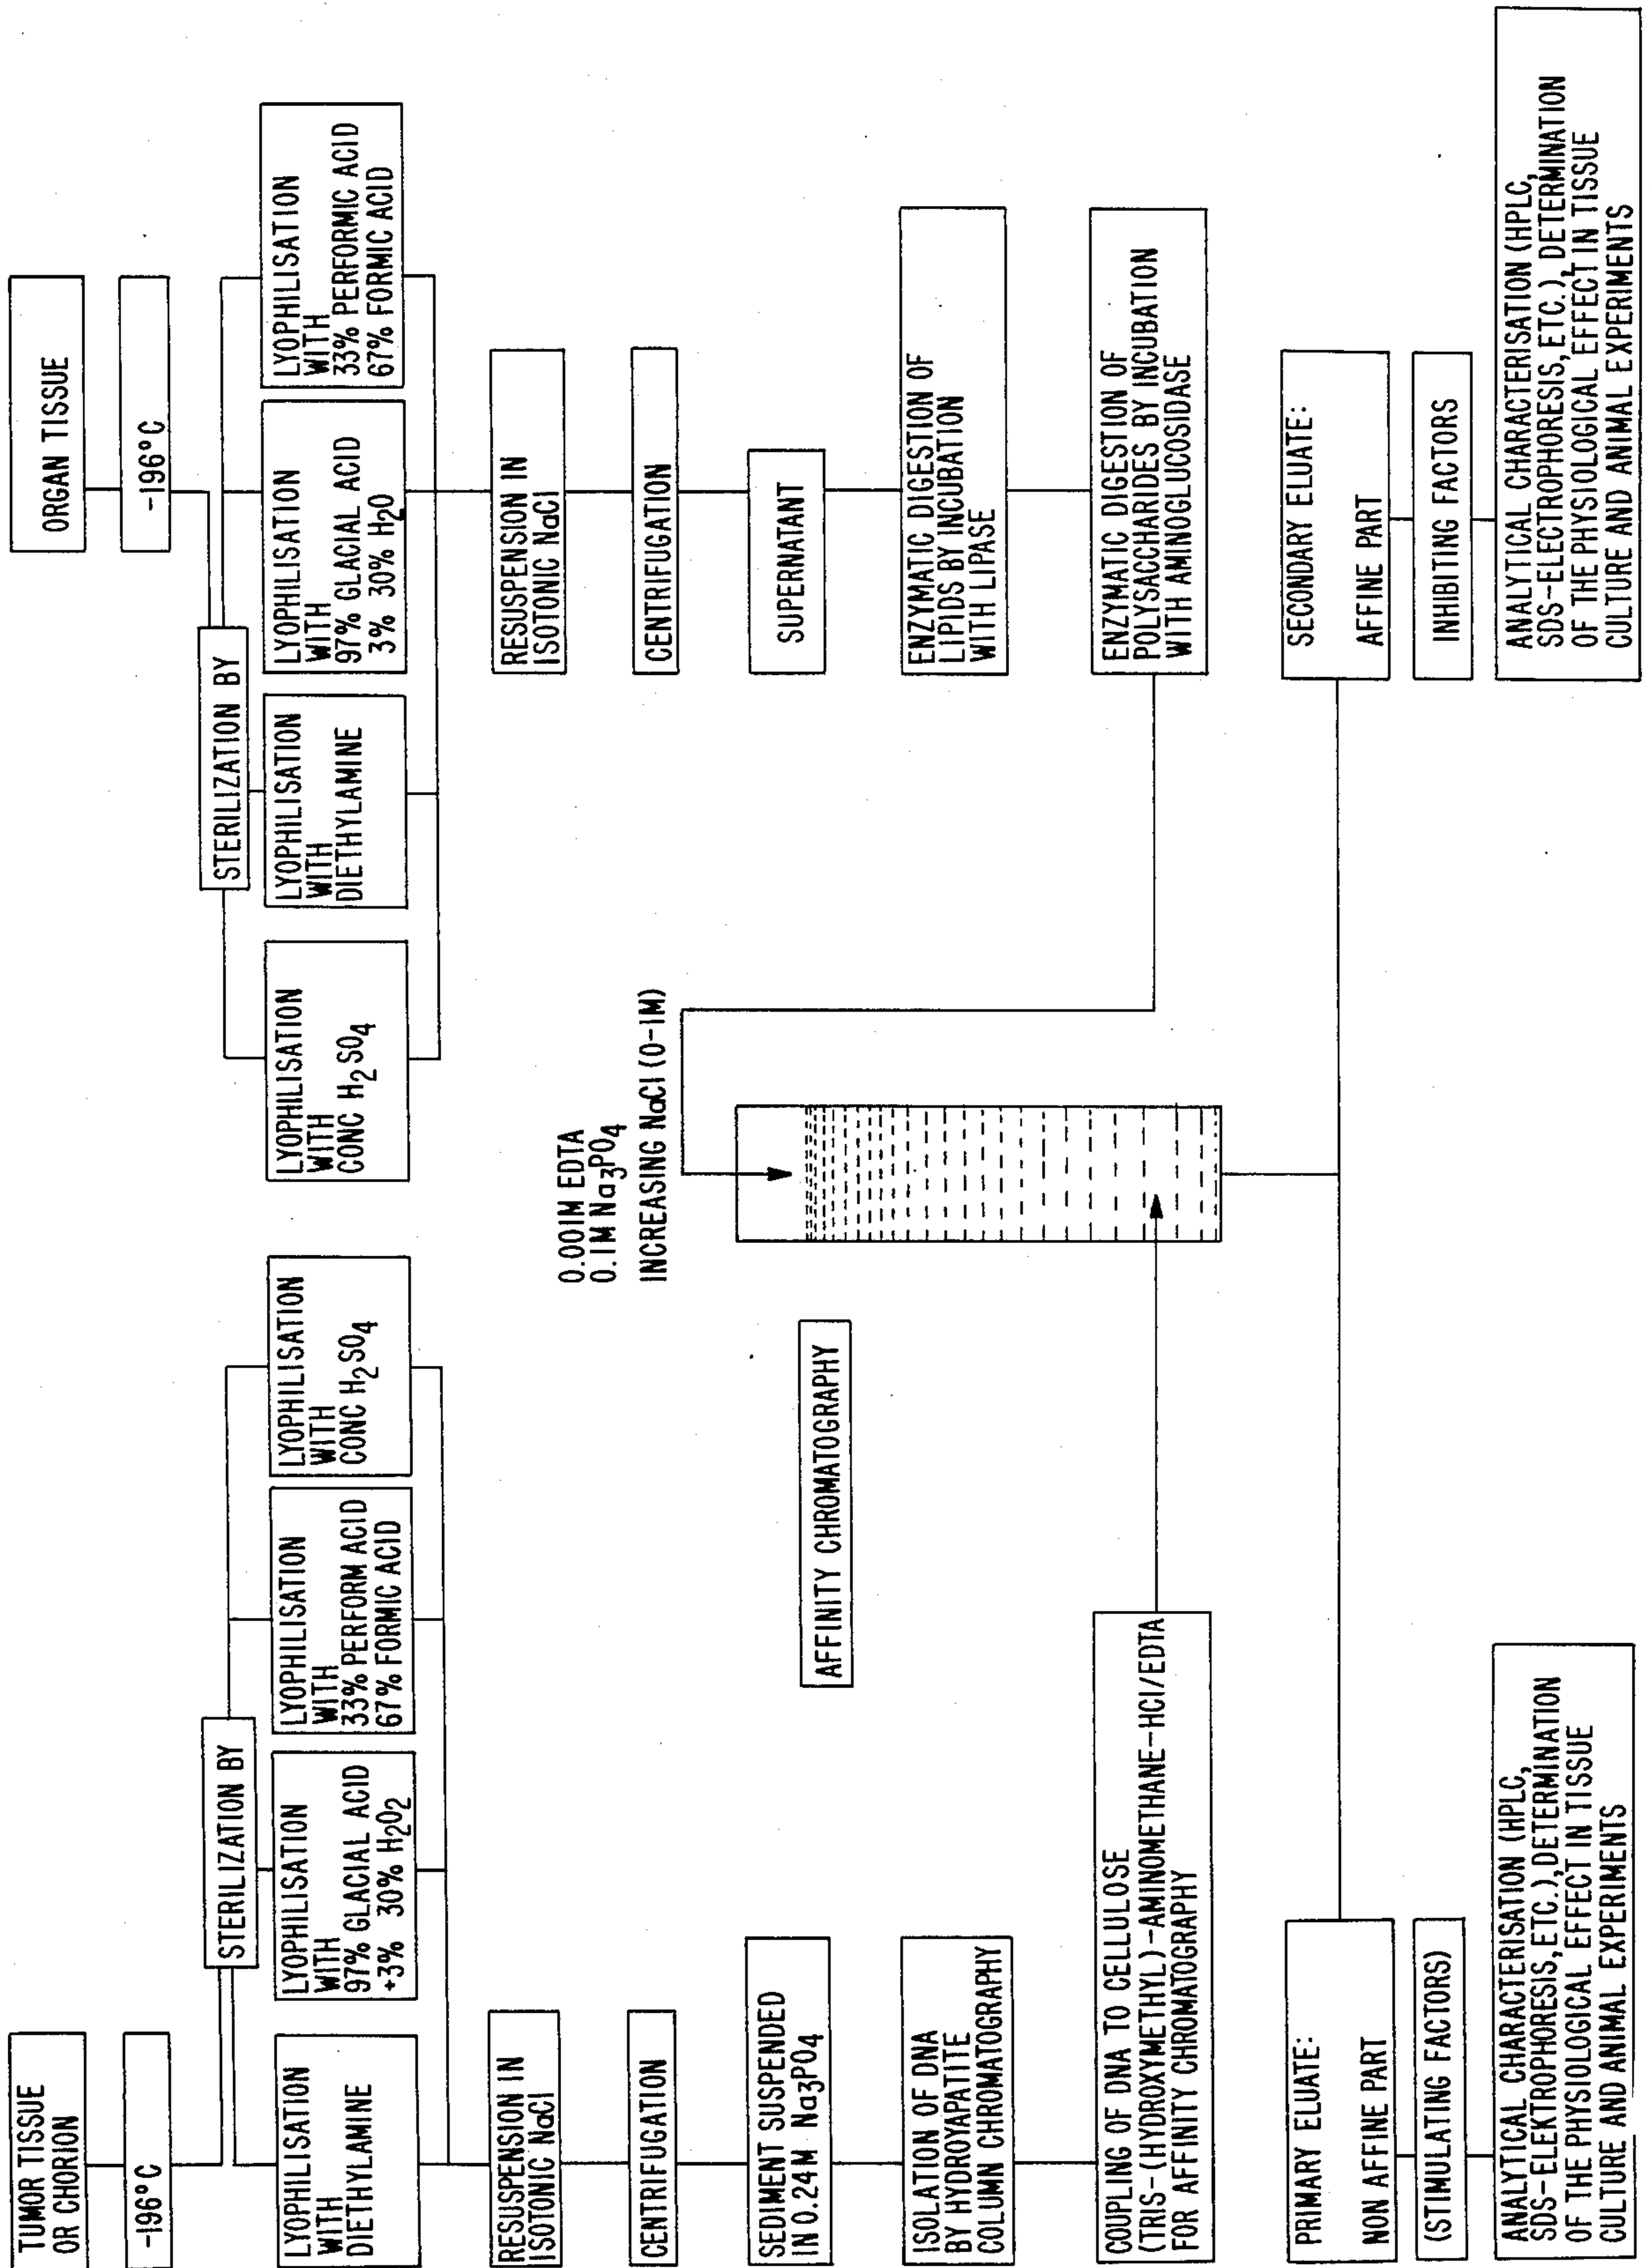 TUMOR TISSUE
OR CHORION
-196°C
STERILIZATION BY
LYOPHILISATION
WITH
DIETHYLAMINE
LYOPHILISATION
WITH
97% GLACIAL ACID
+3% 30% H2O2
LYOPHILISATION
WITH
33% PERFORM ACID
67% FORMIC ACID
LYOPHILISATION
WITH
CONC H2SO4
RESUSPENSION IN
ISOTONIC NaCl
CENTRIFUGATION
SEDIMENT SUSPENDED
IN 0.24M Na3PO4
ISOLATION OF DNA
BY HYDROYAPATITE
COLUMN CHROMATOGRAPHY
COUPLING OF DNA TO CELLULOSE
(TRIS-(HYDROXYMETHYL)-AMINOMETHANE-HCl/EDTA
FOR AFFINITY CHROMATOGRAPHY
ORGAN TISSUE
-196°C
STERILIZATION BY
LYOPHILISATION
WITH
CONC H2SO4
LYOPHILISATION
WITH
DIETHYLAMINE
LYOPHILISATION
WITH
97% GLACIAL ACID
3% 30% H2O
LYOPHILISATION
WITH
33% PERFORMIC ACID
67% FORMIC ACID
RESUSPENSION IN
ISOTONIC NaCl
CENTRIFUGATION
SUPERNATANT
ENZYMATIC DIGESTION OF
LIPIDS BY INCUBATION
WITH LIPASE
ENZYMATIC DIGESTION OF
POLYSACCHARIDES BY INCUBATION
WITH AMINOGLUCOSIDASE
0.001M EDTA
0.1M Na3PO4
INCREASING NaCl (0-1M)
AFFINITY CHROMATOGRAPHY
PRIMARY ELUATE:
NON AFFINE PART
(STIMULATING FACTORS)
ANALYTICAL CHARACTERISATION (HPLC,
SDS-ELEKTROPHORESIS, ETC.), DETERMINATION
OF THE PHYSIOLOGICAL EFFECT IN TISSUE
CULTURE AND ANIMAL EXPERIMENTS
SECONDARY ELUATE:
AFFINE PART
INHIBITING FACTORS
ANALYTICAL CHARACTERISATION (HPLC,
SDS-ELECTROPHORESIS, ETC.), DETERMINATION
OF THE PHYSIOLOGICAL EFFECT IN TISSUE
CULTURE AND ANIMAL EXPERIMENTS